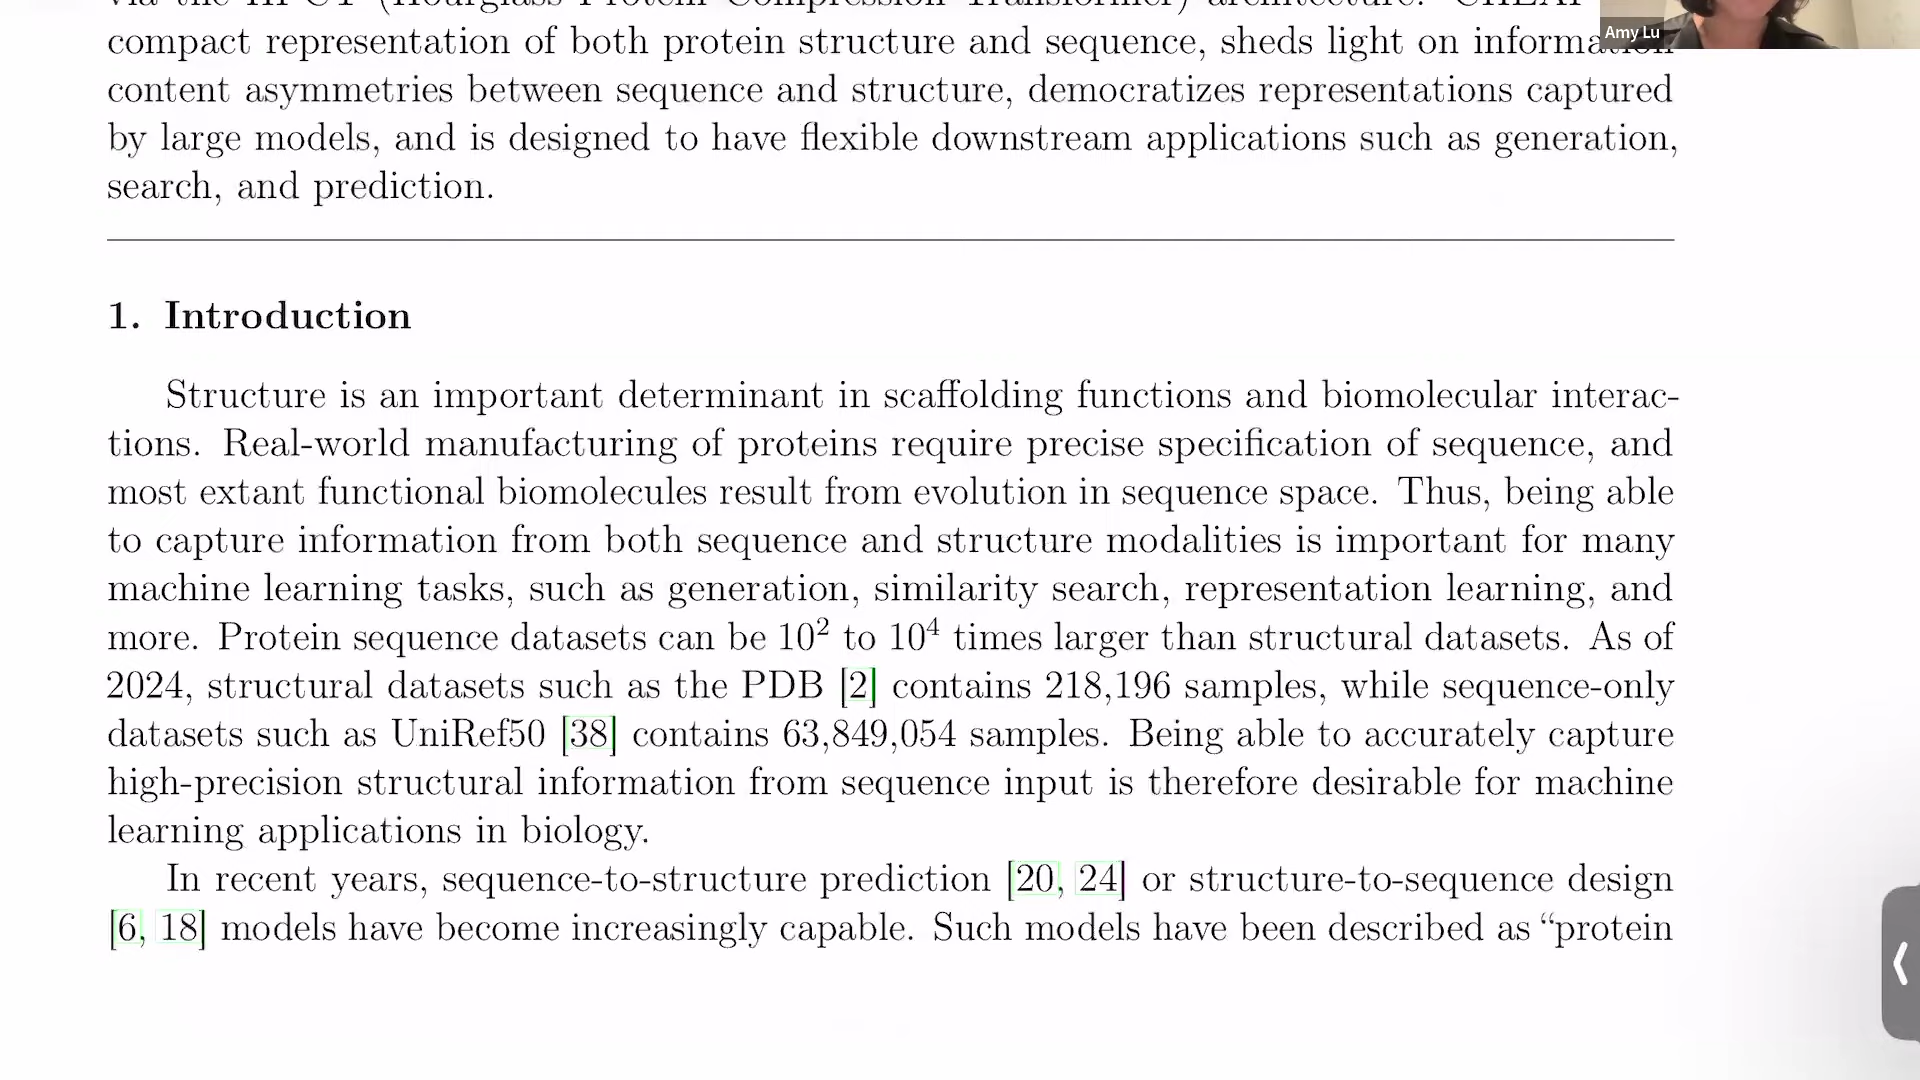 via the HPCT (Hourglass Protein Compression Transformer) architecture. CHEAP
compact representation of both protein structure and sequence, sheds light on information
content asymmetries between sequence and structure, democratizes representations captured
by large models, and is designed to have flexible downstream applications such as generation,
search, and prediction.
Amy Lu
1. Introduction
Structure is an important determinant in scaffolding functions and biomolecular interac-
tions. Real-world manufacturing of proteins require precise specification of sequence, and
most extant functional biomolecules result from evolution in sequence space. Thus, being able
to capture information from both sequence and structure modalities is important for many
machine learning tasks, such as generation, similarity search, representation learning, and
more. Protein sequence datasets can be 10² to 10⁴ times larger than structural datasets. As of
2024, structural datasets such as the PDB [2] contains 218,196 samples, while sequence-only
datasets such as UniRef50 [38] contains 63,849,054 samples. Being able to accurately capture
high-precision structural information from sequence input is therefore desirable for machine
learning applications in biology.
In recent years, sequence-to-structure prediction [20, 24] or structure-to-sequence design
[6, 18] models have become increasingly capable. Such models have been described as “protein